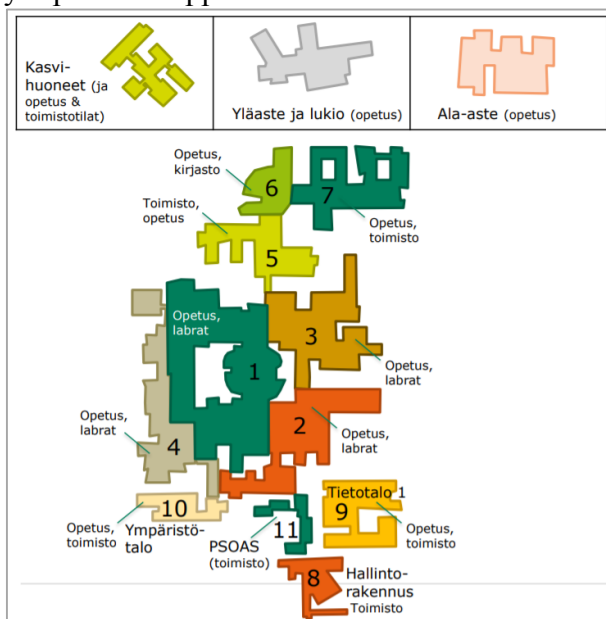 Kasvi-
huoneet (ja
opetus &
toimistotilat)
Yläaste ja lukio (opetus)
Ala-aste (opetus)
Opetus,
kirjasto
6
7
Toimisto,
opetus
Opetus,
toimisto
5
Opetus,
labrat
3
1
Opetus,
labrat
Opetus,
labrat
2
Opetus,
labrat
4
Tietotalo 1
9
10
Opetus,
toimisto
Ympäristö-
talo
11
PSOAS
(toimisto)
Opetus,
toimisto
8
Hallinto-
rakennus
Toimisto